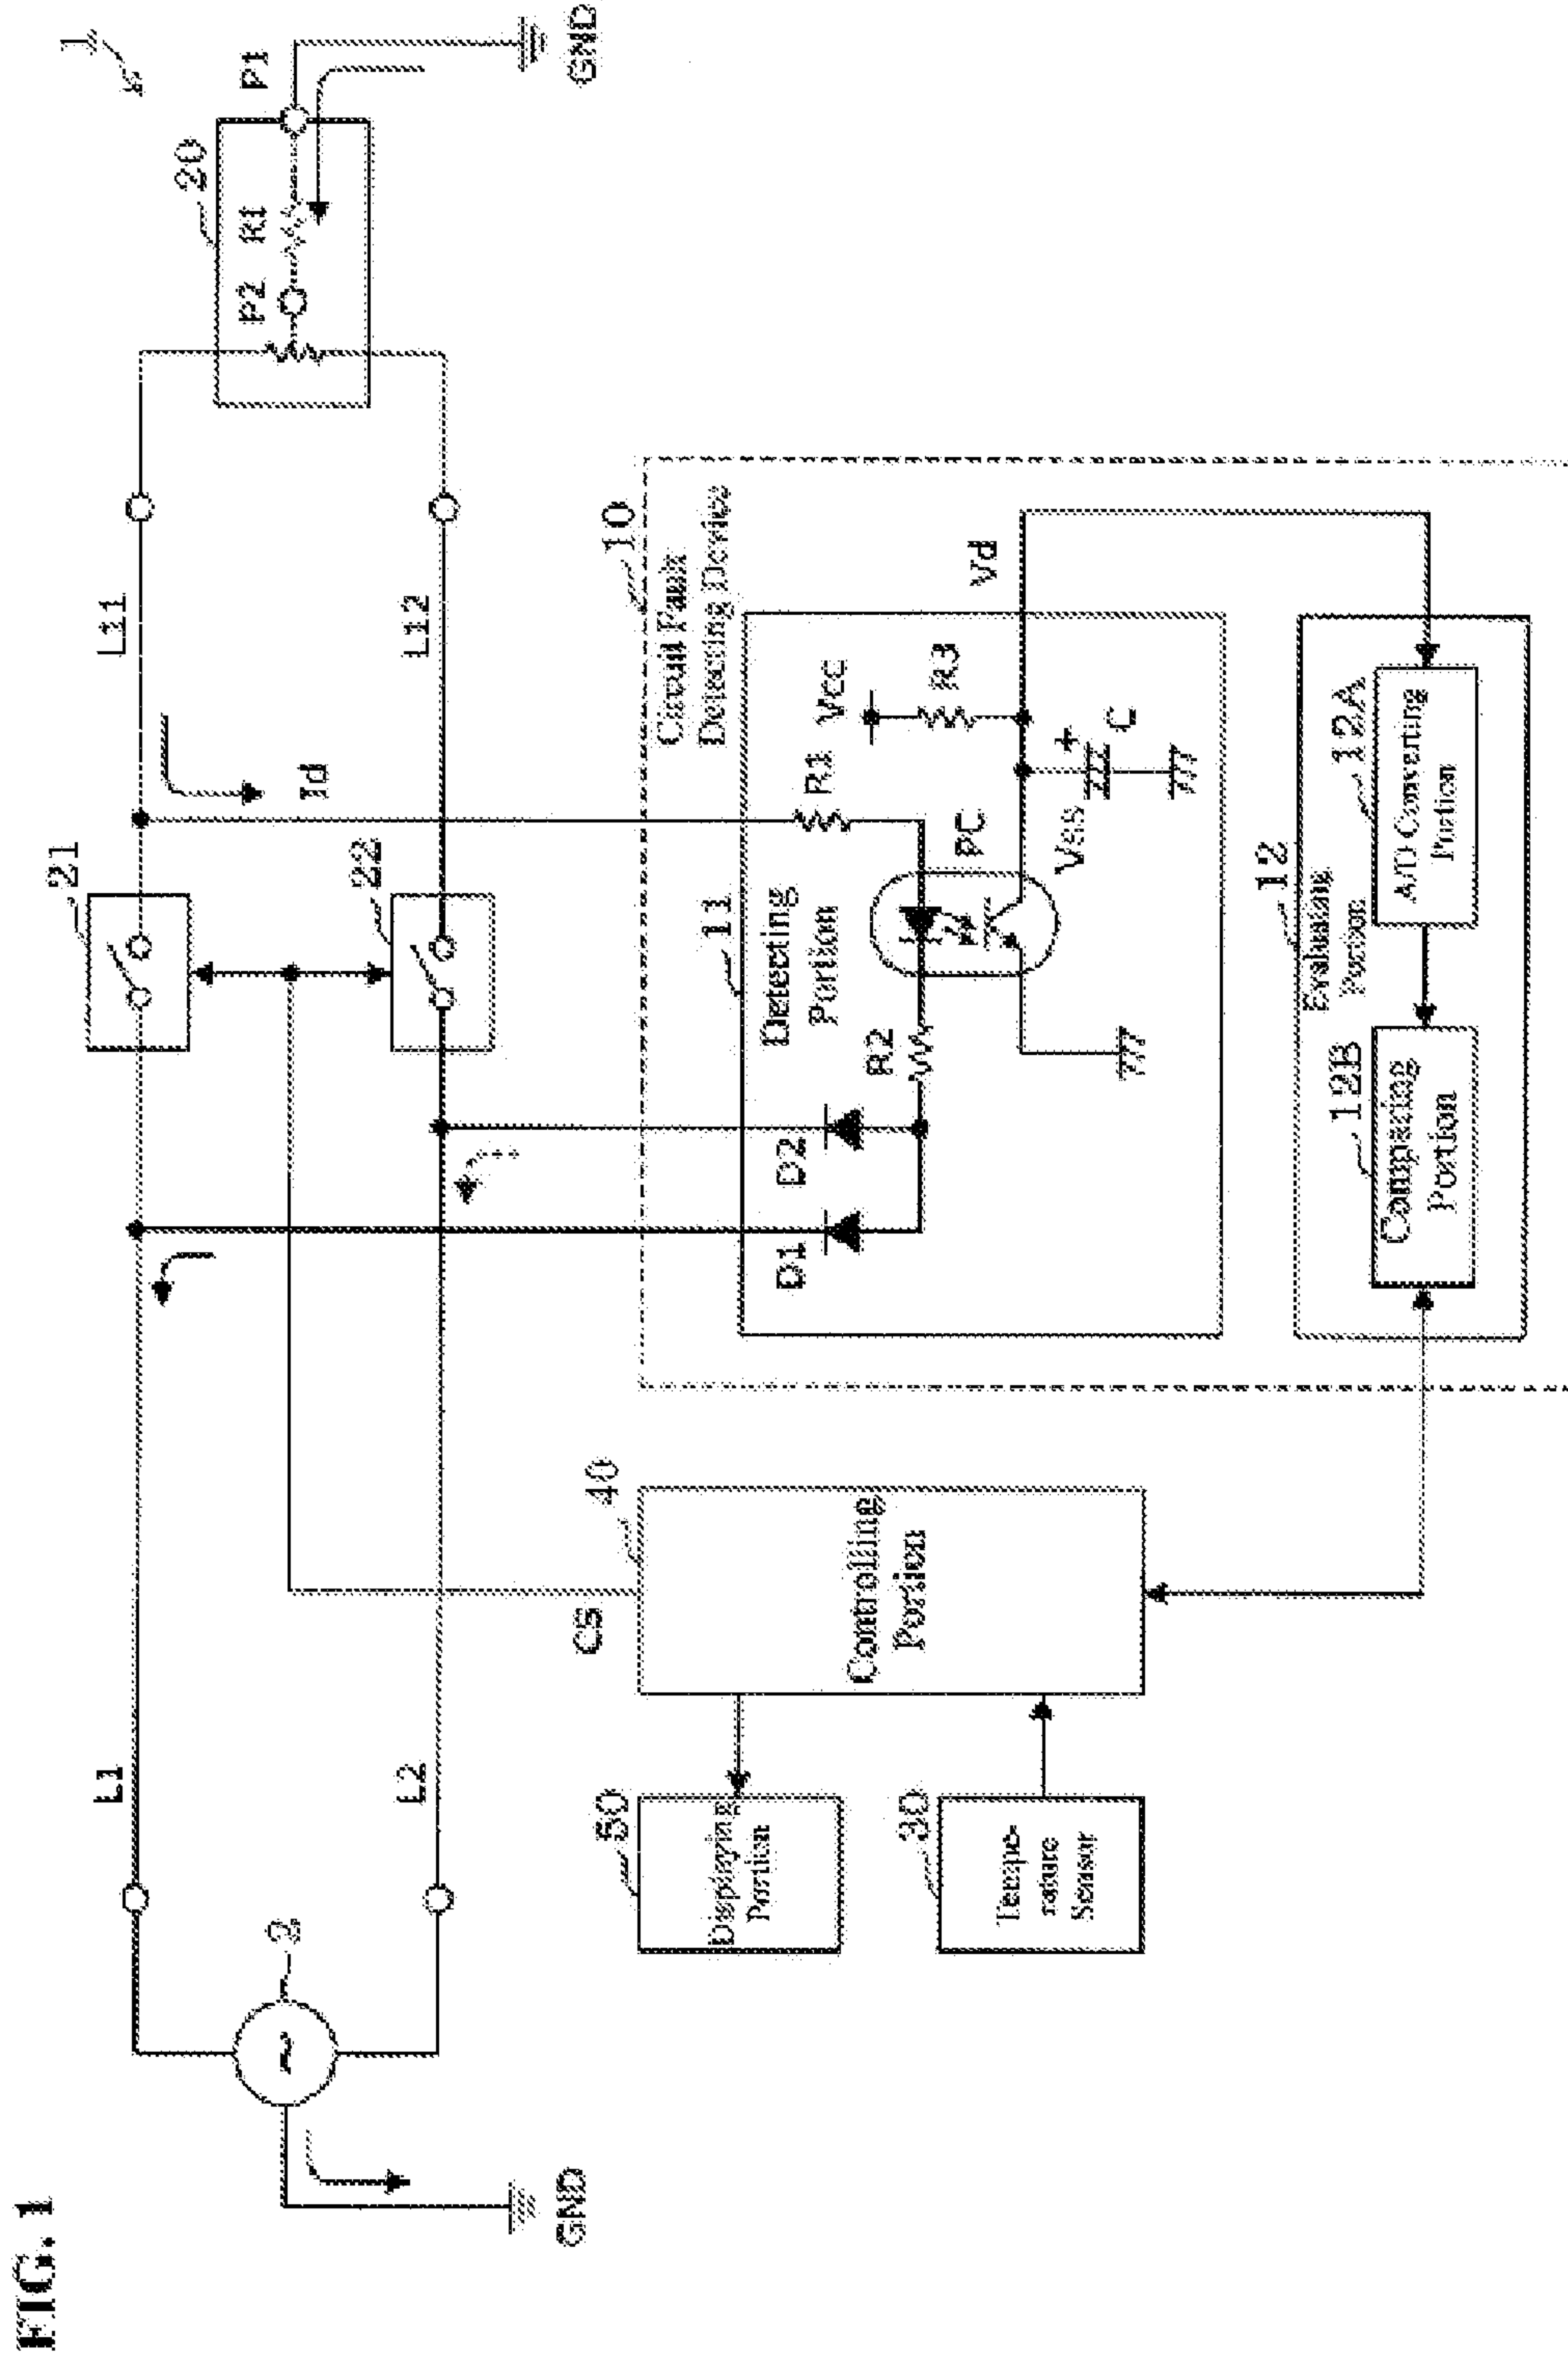 FIG. 1
1
L1
21
L11
20
P2
R1
P1
GND
2
L2
22
Id
L12
GND
CS
40
Controlling
Portion
50
Displaying
Portion
30
Tempe-
rature
Sensor
10
Circuit Fault
Detecting Device
11
Detecting
Portion
D1
D2
R2
R1
PC
Vcc
R3
Vd
C
+
12
Evaluating
Portion
12B
Comparing
Portion
12A
A/D Converting
Portion